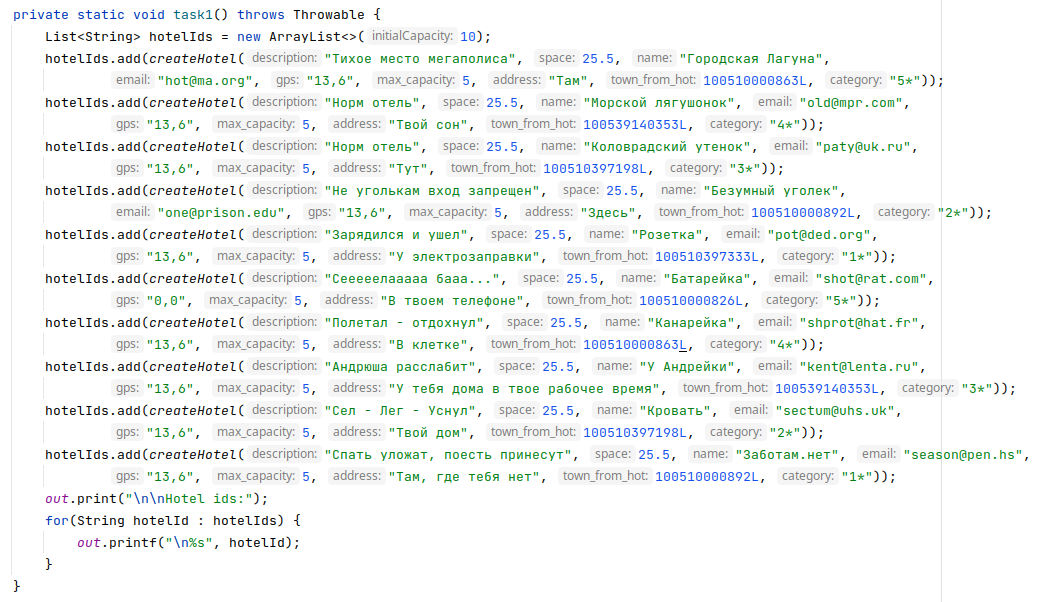 private static void task1() throws Throwable {
List<String> hotelIds = new ArrayList<>( initialCapacity: 10);
hotelIds.add(createHotel( description: "Тихое место мегаполиса", space: 25.5, name: "Городская Лагуна",
email: "hot@ma.org", gps: "13,6", max_capacity: 5, address: "Там", town_from_hot: 100510000863L, category: "5*"));
hotelIds.add(createHotel( description: "Норм отель", space: 25.5, name: "Морской лягушонок", email: "old@mpr.com",
gps: "13,6", max_capacity: 5, address: "Твой сон", town_from_hot: 100539140353L, category: "4*"));
hotelIds.add(createHotel( description: "Норм отель", space: 25.5, name: "Коловрадский утенок", email: "paty@uk.ru",
gps: "13,6", max_capacity: 5, address: "Тут", town_from_hot: 100510397198L, category: "3*"));
hotelIds.add(createHotel( description: "Не уголькам вход запрещен", space: 25.5, name: "Безумный уголек",
email: "one@prison.edu", gps: "13,6", max_capacity: 5, address: "Здесь", town_from_hot: 100510000892L, category: "2*"));
hotelIds.add(createHotel( description: "Зарядился и ушел", space: 25.5, name: "Розетка", email: "pot@ded.org",
gps: "13,6", max_capacity: 5, address: "У электрозаправки", town_from_hot: 100510397333L, category: "1*"));
hotelIds.add(createHotel( description: "Сеееееелааааа бааа...", space: 25.5, name: "Батарейка", email: "shot@rat.com",
gps: "0,0", max_capacity: 5, address: "В твоем телефоне", town_from_hot: 100510000826L, category: "5*"));
hotelIds.add(createHotel( description: "Полетал - отдохнул", space: 25.5, name: "Канарейка", email: "shprot@hat.fr",
gps: "13,6", max_capacity: 5, address: "В клетке", town_from_hot: 100510000863L, category: "4*"));
hotelIds.add(createHotel( description: "Андрюша расслабит", space: 25.5, name: "У Андрейки", email: "kent@lenta.ru",
gps: "13,6", max_capacity: 5, address: "У тебя дома в твое рабочее время", town_from_hot: 100539140353L, category: "3*"));
hotelIds.add(createHotel( description: "Сел - Лег - Уснул", space: 25.5, name: "Кровать", email: "sectum@uhs.uk",
gps: "13,6", max_capacity: 5, address: "Твой дом", town_from_hot: 100510397198L, category: "2*"));
hotelIds.add(createHotel( description: "Спать уложат, поесть принесут", space: 25.5, name: "Заботам.нет", email: "season@pen.hs",
gps: "13,6", max_capacity: 5, address: "Там, где тебя нет", town_from_hot: 100510000892L, category: "1*"));
out.print("\n\nHotel ids:");
for(String hotelId : hotelIds) {
out.printf("\n%s", hotelId);
}
}